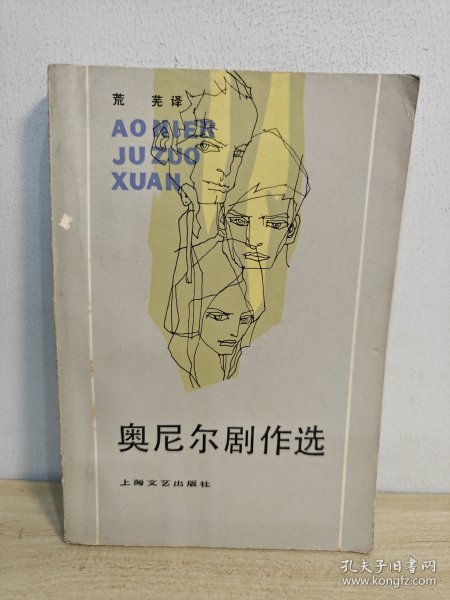 荒 芜 译
AO NIER
JU ZUO
XUAN
奥尼尔剧作选
上海文艺出版社
孔夫子旧书网
www.kongfz.com